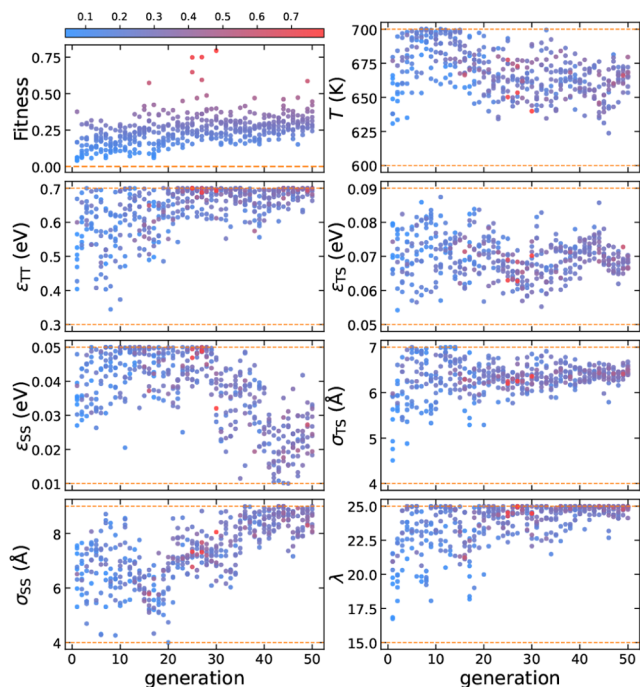 0.1 0.2 0.3 0.4 0.5 0.6 0.7
Fitness
0.75
0.50
0.25
0.00
T (K)
700
675
650
625
600
εTT (eV)
0.7
0.6
0.5
0.4
0.3
εTS (eV)
0.09
0.08
0.07
0.06
0.05
εSS (eV)
0.05
0.04
0.03
0.02
0.01
σTS (Å)
7
6
5
4
σSS (Å)
8
6
4
λ
25.0
22.5
20.0
17.5
15.0
0 10 20 30 40 50
generation
0 10 20 30 40 50
generation